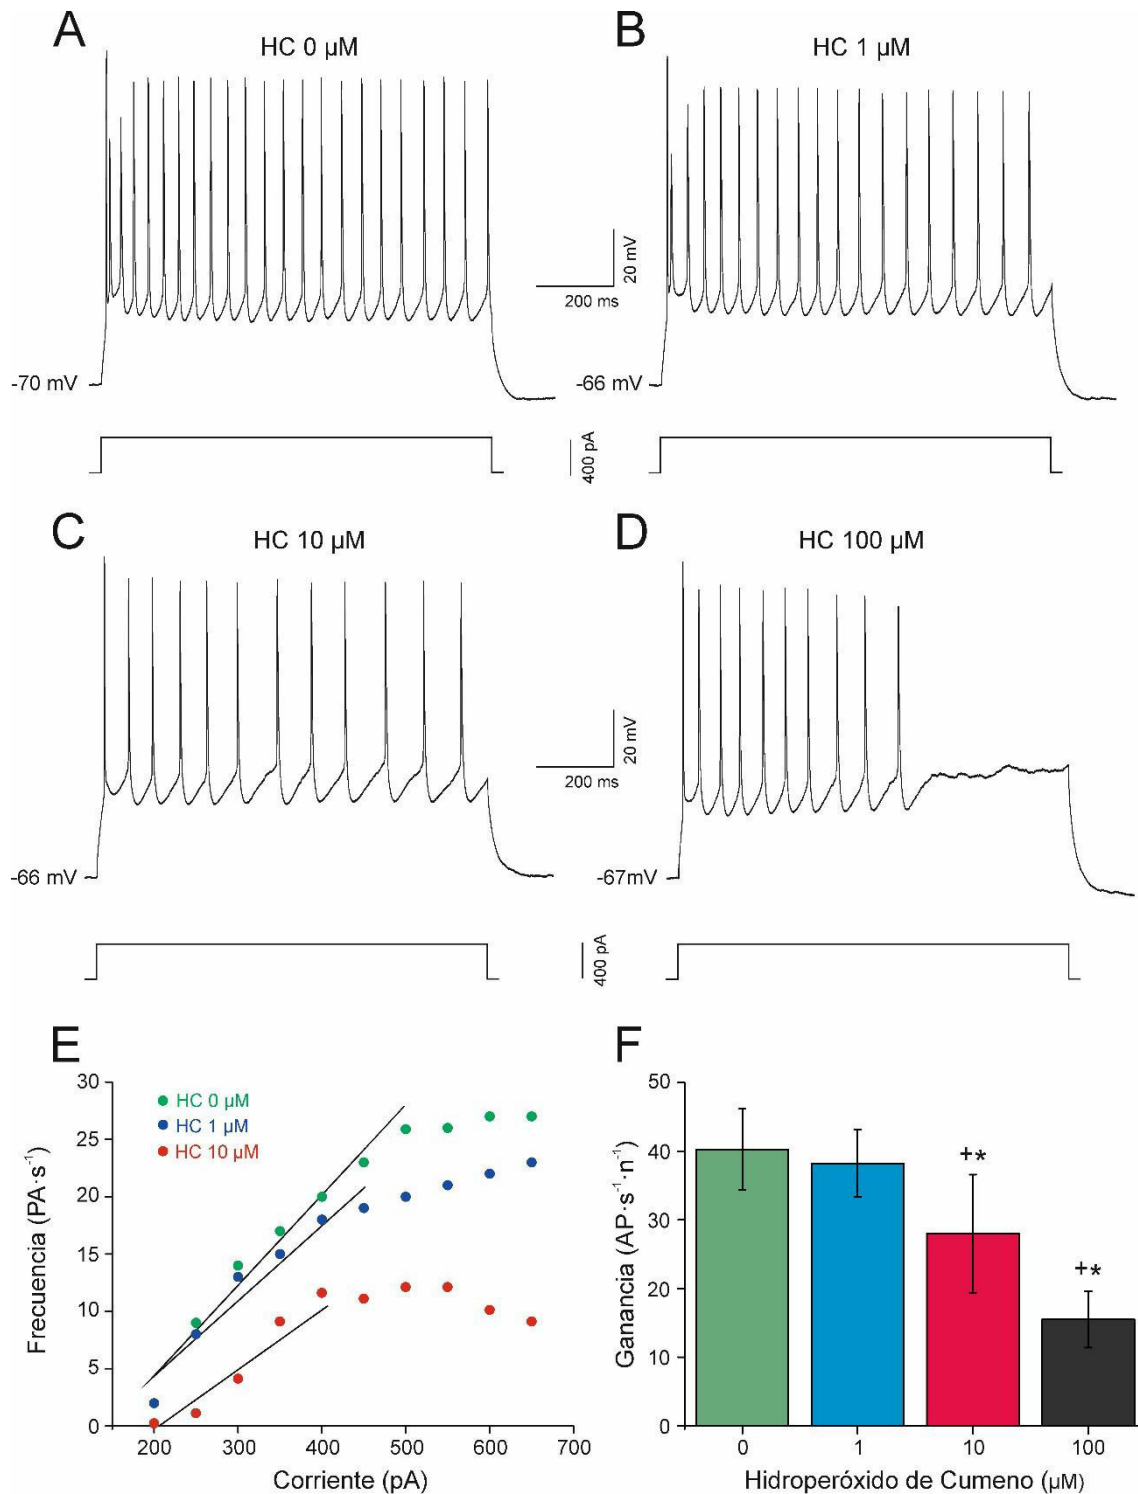 A
HC 0 µM
B
HC 1 µM
20 mV
200 ms
-70 mV
-66 mV
400 pA
C
HC 10 µM
D
HC 100 µM
20 mV
200 ms
-66 mV
-67mV
400 pA
E
30
25
20
15
10
5
0
Frecuencia (PA·s⁻¹)
HC 0 µM
HC 1 µM
HC 10 µM
200 300 400 500 600 700
Corriente (pA)
F
50
40
30
20
10
0
Ganancia (AP·s⁻¹·n⁻¹)
+*
+*
0 1 10 100
Hidroperóxido de Cumeno (µM)